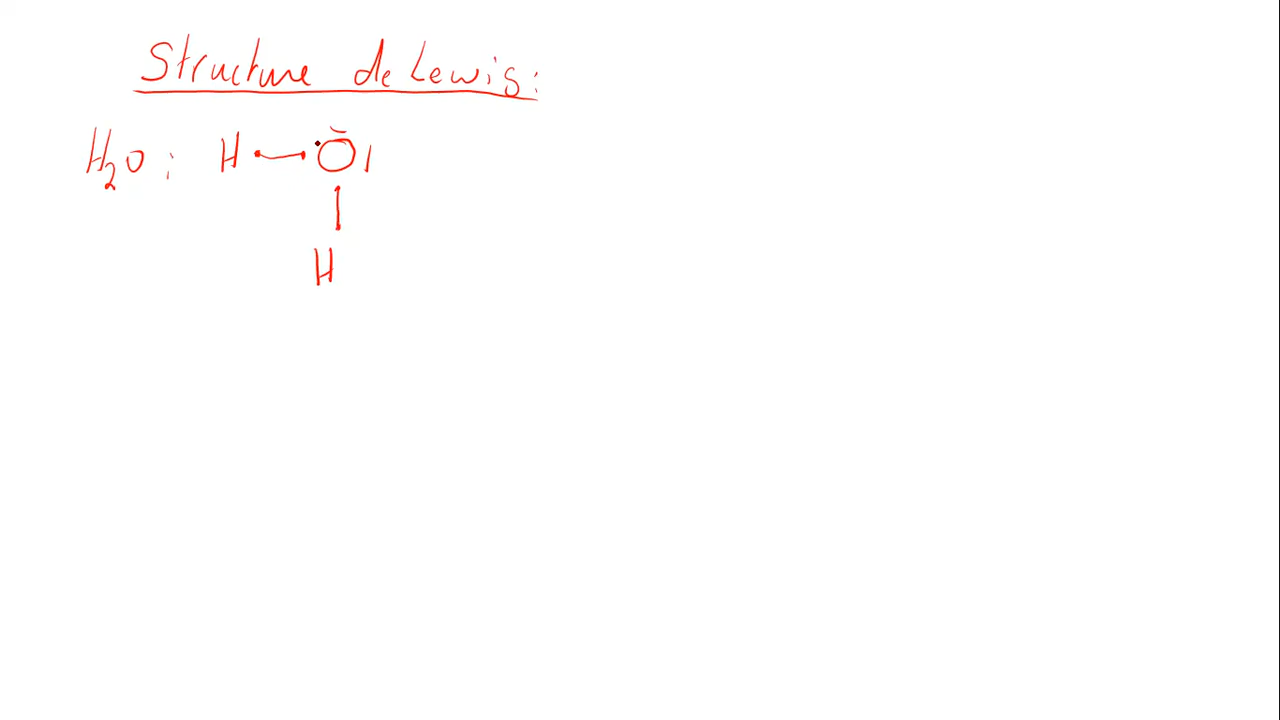 Structure de Lewis :
H₂O : H — O
H